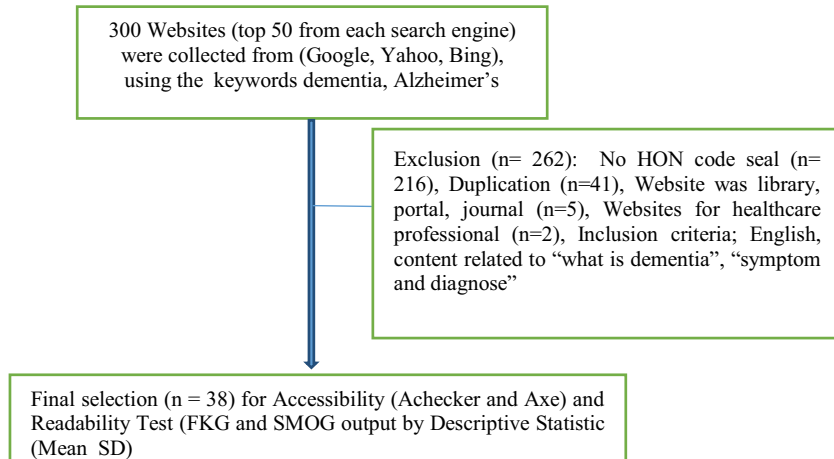 300 Websites (top 50 from each search engine)
were collected from (Google, Yahoo, Bing),
using the keywords dementia, Alzheimer’s
Exclusion (n= 262): No HON code seal (n=
216), Duplication (n=41), Website was library,
portal, journal (n=5), Websites for healthcare
professional (n=2), Inclusion criteria; English,
content related to “what is dementia”, “symptom
and diagnose”
Final selection (n = 38) for Accessibility (Achecker and Axe) and
Readability Test (FKG and SMOG output by Descriptive Statistic
(Mean SD)